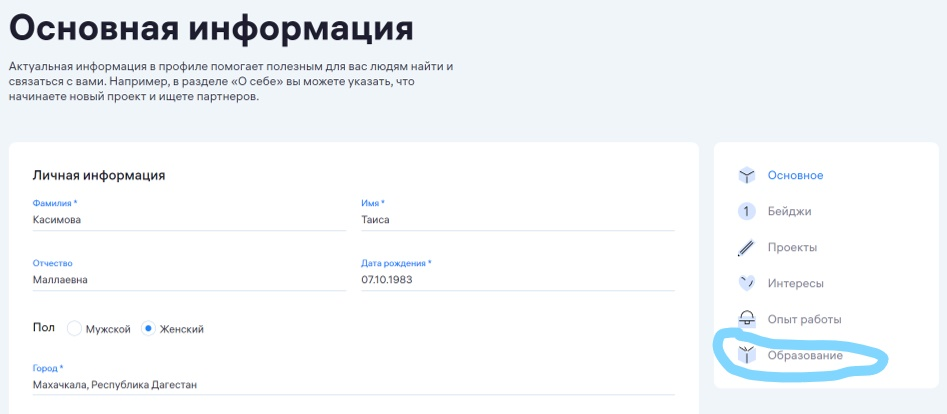 Основная информация
Актуальная информация в профиле помогает полезным для вас людям найти и
связаться с вами. Например, в разделе «О себе» вы можете указать, что
начинаете новый проект и ищете партнеров.
Личная информация
Фамилия * Имя *
Касимова Таиса
Отчество Дата рождения *
Маллаевна 07.10.1983
Пол Мужской Женский
Город *
Махачкала, Республика Дагестан
Основное
1 Бейджи
Проекты
Интересы
Опыт работы
Образование